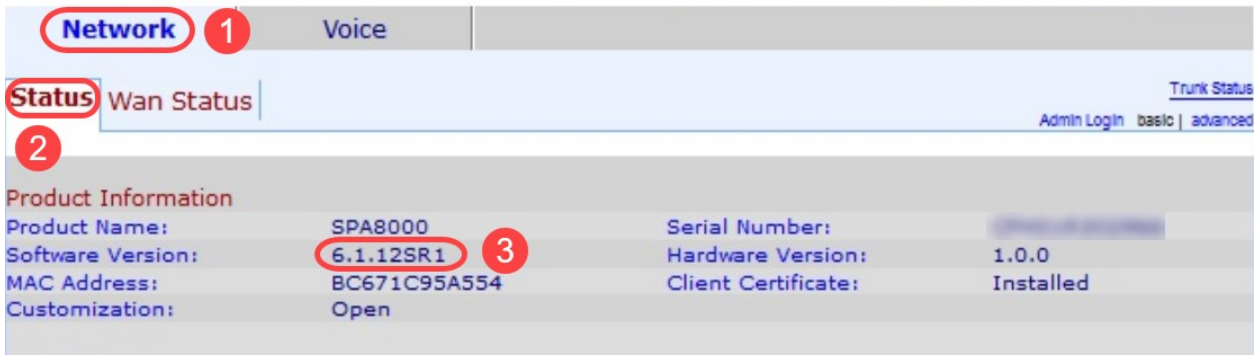 Network 1 Voice
Status Wan Status
Trunk Status
Admin Login basic | advanced
2
Product Information
Product Name: SPA8000 Serial Number:
Software Version: 6.1.12SR1 3 Hardware Version: 1.0.0
MAC Address: BC671C95A554 Client Certificate: Installed
Customization: Open